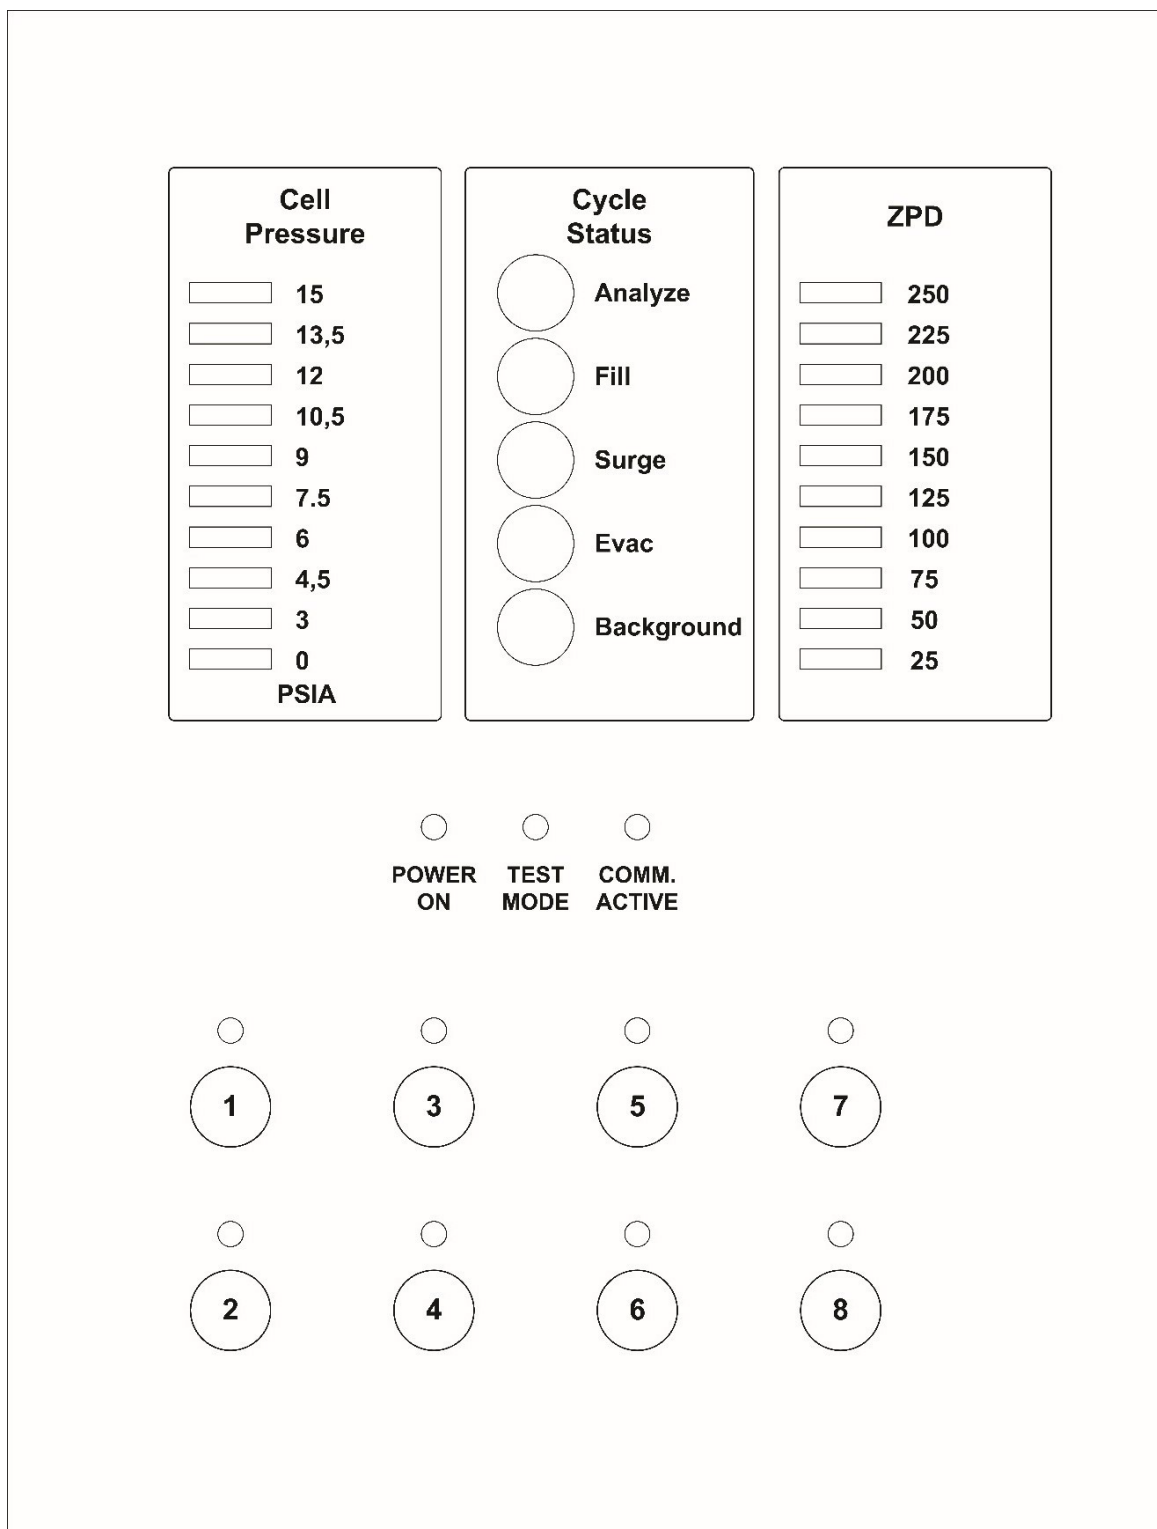 Cell
Pressure
15
13,5
12
10,5
9
7.5
6
4,5
3
0
PSIA
Cycle
Status
Analyze
Fill
Surge
Evac
Background
ZPD
250
225
200
175
150
125
100
75
50
25
POWER
ON
TEST
MODE
COMM.
ACTIVE
1
3
5
7
2
4
6
8